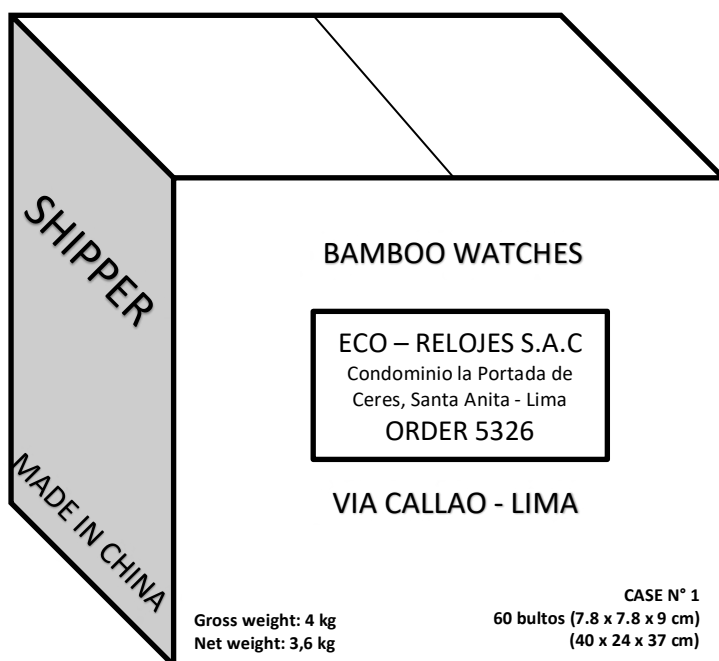 SHIPPER
MADE IN CHINA
BAMBOO WATCHES
ECO – RELOJES S.A.C
Condominio la Portada de
Ceres, Santa Anita - Lima
ORDER 5326
VIA CALLAO - LIMA
Gross weight: 4 kg
Net weight: 3,6 kg
CASE N° 1
60 bultos (7.8 x 7.8 x 9 cm)
(40 x 24 x 37 cm)